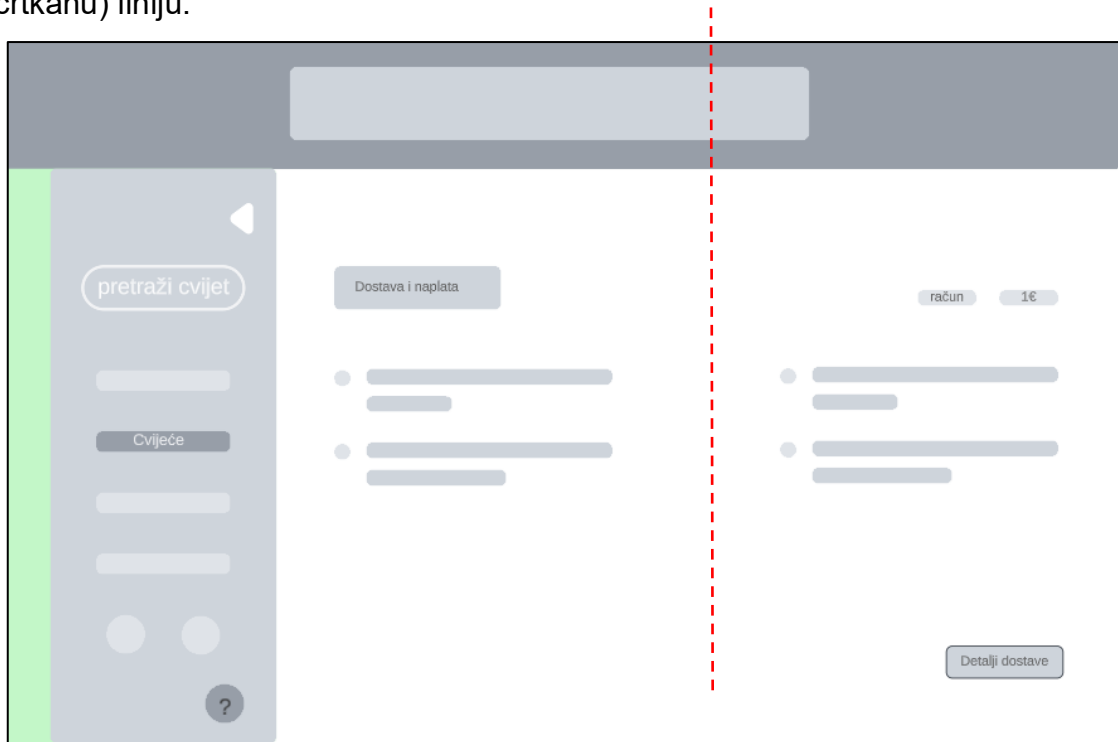 crtkanu) liniju.
pretraži cvijet
Cvijeće
?
Dostava i naplata
račun
1€
Detalji dostave